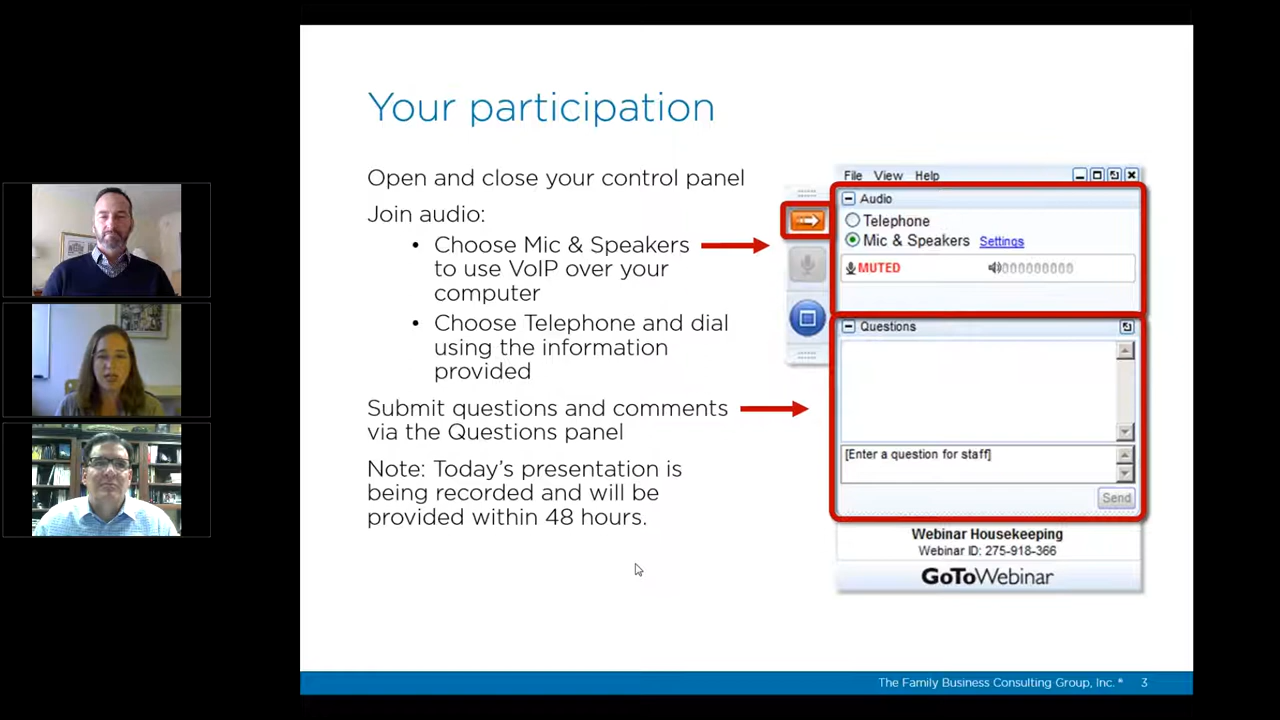 Your participation
Open and close your control panel
Join audio:
• Choose Mic & Speakers
to use VoIP over your
computer
• Choose Telephone and dial
using the information
provided
Submit questions and comments
via the Questions panel
Note: Today's presentation is
being recorded and will be
provided within 48 hours.
File View Help
Audio
Telephone
Mic & Speakers Settings
MUTED
Questions
[Enter a question for staff]
Send
Webinar Housekeeping
Webinar ID: 275-918-366
GoToWebinar
The Family Business Consulting Group, Inc.® 3